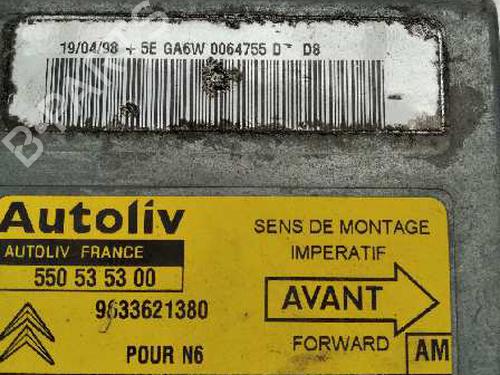 19/04/98 + 5E GA6W 0064755 D* D8
B-PARTS
Autoliv
AUTOLIV FRANCE
550 53 53 00
9633621380
POUR N6
SENS DE MONTAGE
IMPERATIF
AVANT
FORWARD
AM